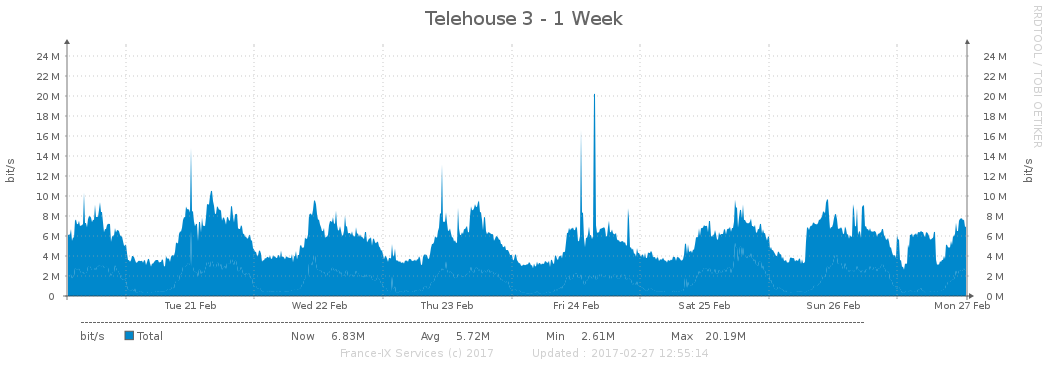 Telehouse 3 - 1 Week
RRDTOOL / TOBI OETIKER
bit/s
24 M 24 M
22 M 22 M
20 M 20 M
18 M 18 M
16 M 16 M
14 M 14 M
12 M 12 M
10 M 10 M
8 M 8 M
6 M 6 M
4 M 4 M
2 M 2 M
0 0 M
bit/s
Tue 21 Feb Wed 22 Feb Thu 23 Feb Fri 24 Feb Sat 25 Feb Sun 26 Feb Mon 27 Feb
bit/s Total Now 6.83M Avg 5.72M Min 2.61M Max 20.19M
France-IX Services (c) 2017 Updated : 2017-02-27 12:55:14